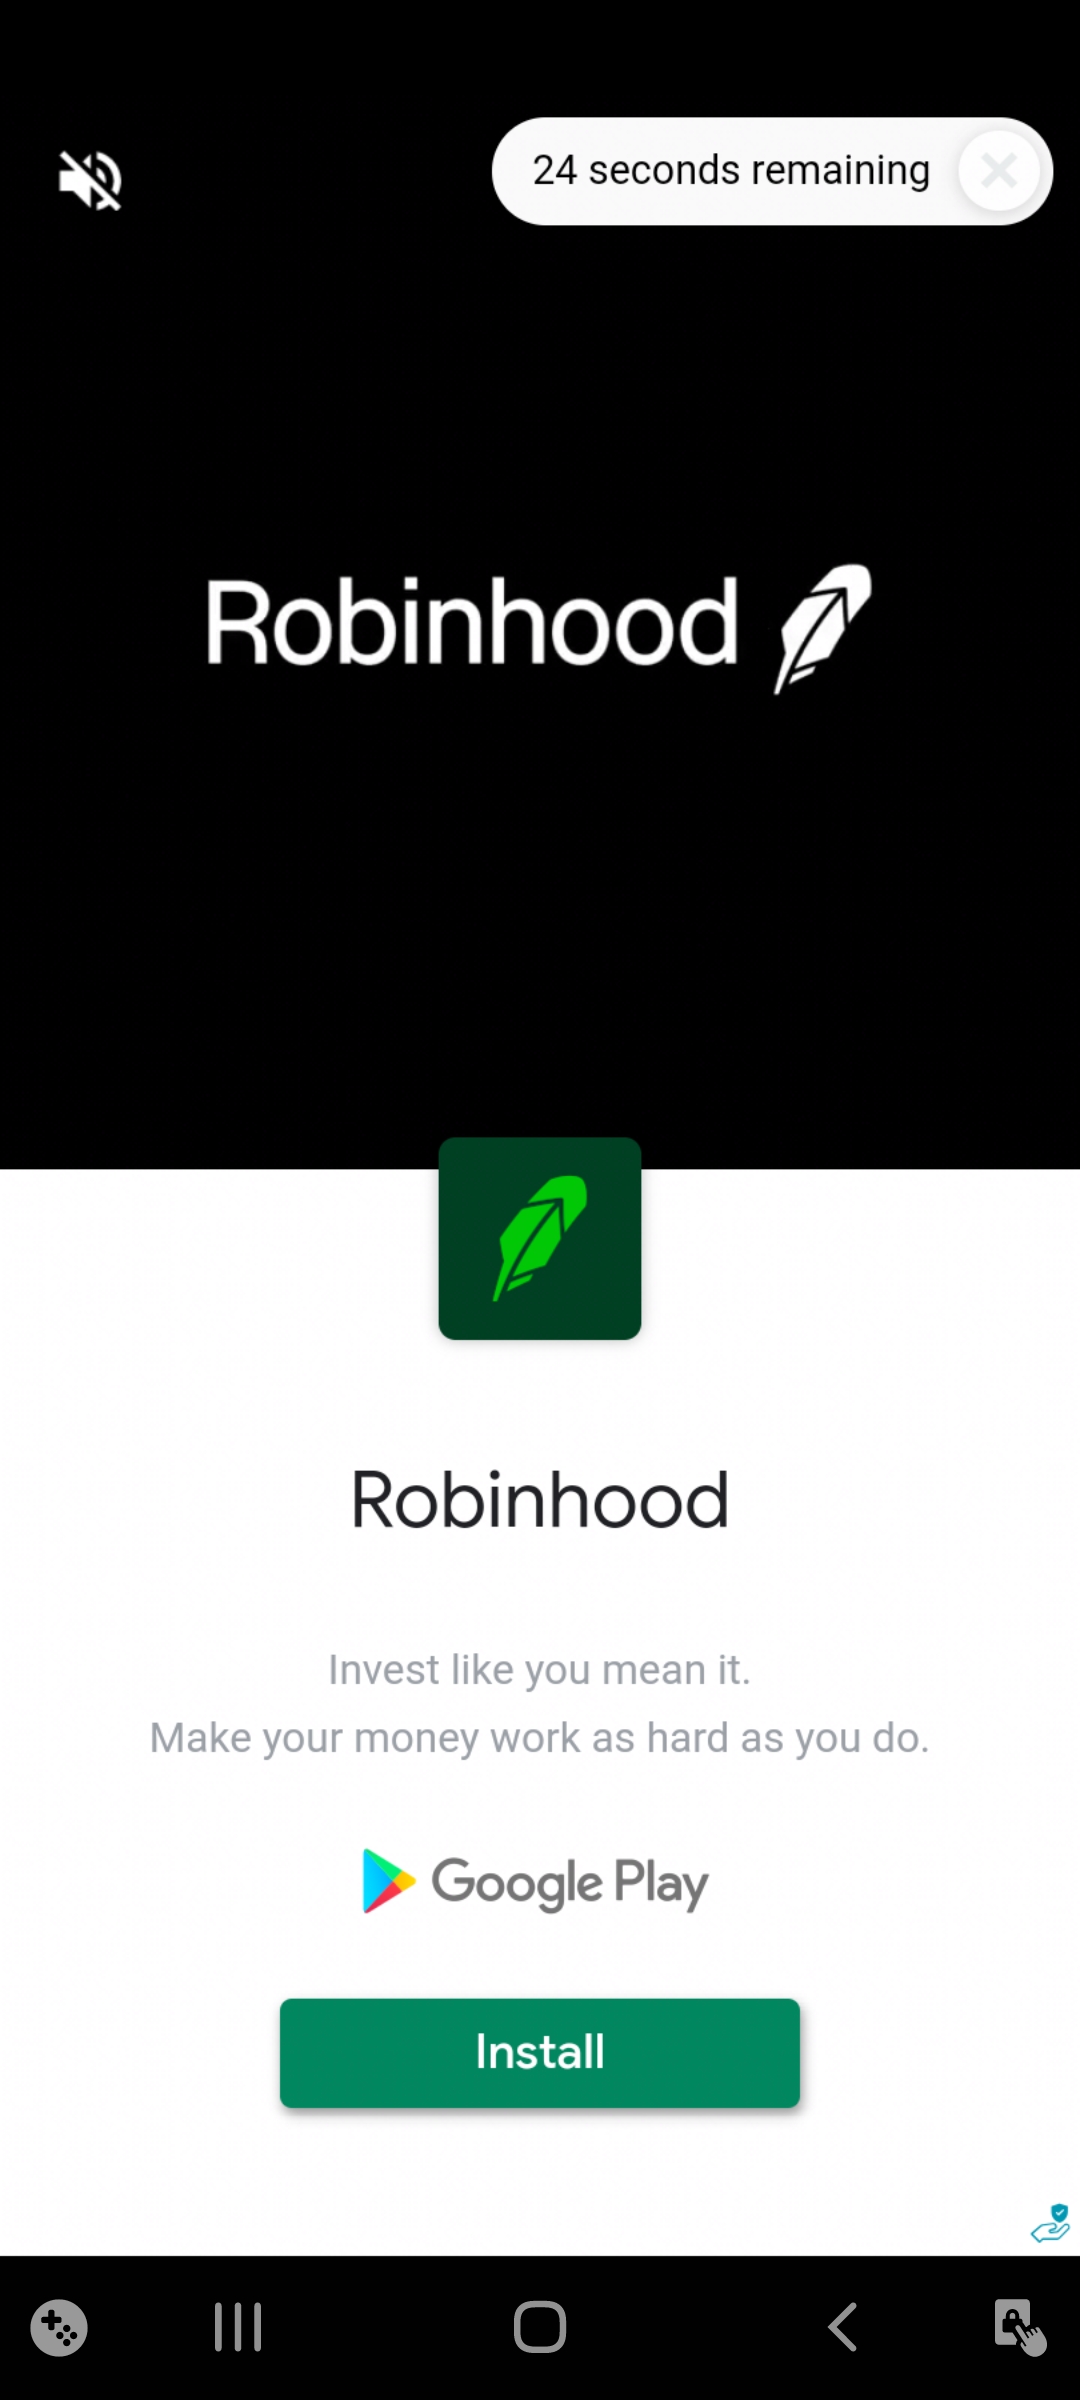 24 seconds remaining
Robinhood
Robinhood
Invest like you mean it.
Make your money work as hard as you do.
Google Play
Install